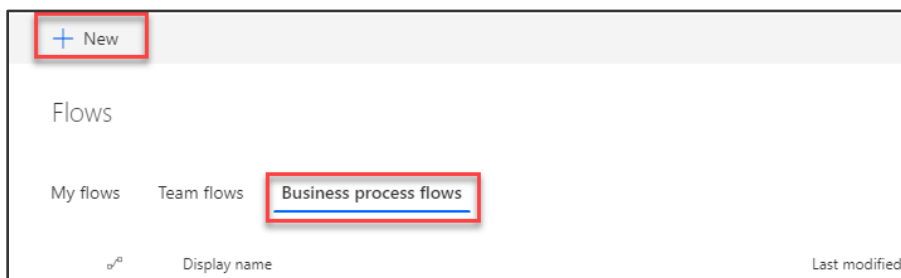 New
Flows
My flows Team flows Business process flows
Display name Last modified